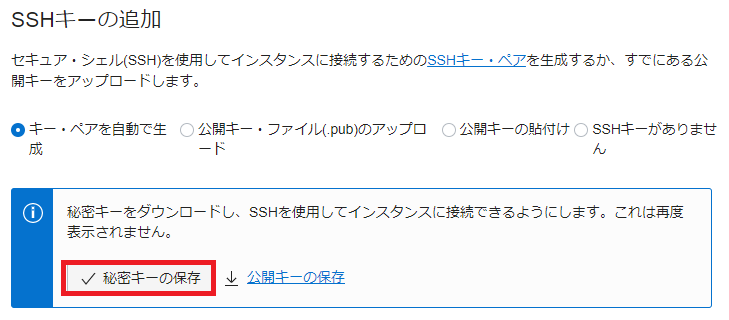 SSHキーの追加
セキュア・シェル(SSH)を使用してインスタンスに接続するためのSSHキー・ペアを生成するか、すでにある公
開キーをアップロードします。
キー・ペアを自動で生
成
公開キー・ファイル(.pub)のアップロ
ード
公開キーの貼付け
SSHキーがありませ
ん
秘密キーをダウンロードし、SSHを使用してインスタンスに接続できるようにします。これは再度
表示されません。
秘密キーの保存 公開キーの保存